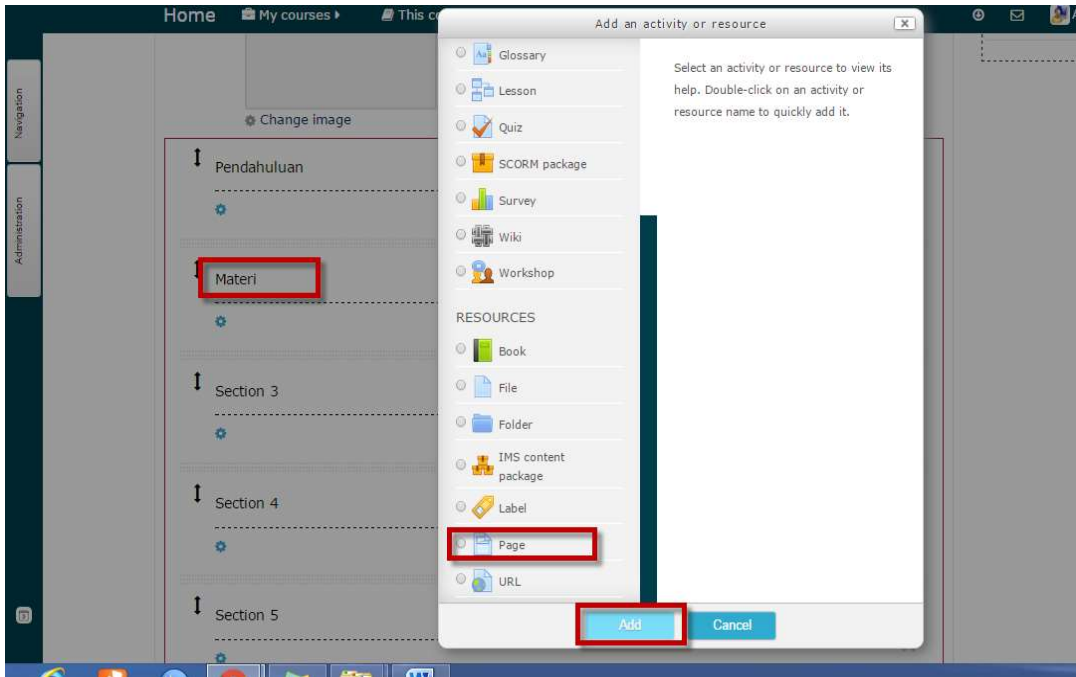 Home My courses This co
Add an activity or resource
Navigation
Administration
Change image
Pendahuluan
Materi
Section 3
Section 4
Section 5
Glossary
Lesson
Quiz
SCORM package
Survey
Wiki
Workshop
RESOURCES
Book
File
Folder
IMS content
package
Label
Page
URL
Select an activity or resource to view its
help. Double-click on an activity or
resource name to quickly add it.
Add Cancel